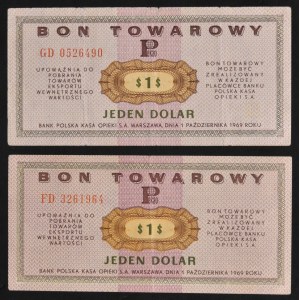 BON TOWAROWY
GD 0526490
UPOWAŻNIA DO
POBRANIA
TOWARÓW
EKSPORTU
WEWNĘTRZNEGO
WARTOŚCI
$1$
BON TOWAROWY
MOŻE BYĆ
ZREALIZOWANY
W KAŻDEJ
PLACÓWCE BANKU
POLSKA KASA
OPIEKI
JEDEN DOLAR
BANK POLSKA KASA OPIEKI S.A. WARSZAWA, DNIA 1 PAŹDZIERNIKA 1969 ROKU
BON TOWAROWY
FD 3261964
UPOWAŻNIA DO
POBRANIA
TOWARÓW
EKSPORTU
WEWNĘTRZNEGO
WARTOŚCI
$1$
BON TOWAROWY
MOŻE BYĆ
ZREALIZOWANY
W KAŻDEJ
PLACÓWCE BANKU
POLSKA KASA
OPIEKI
JEDEN DOLAR
BANK POLSKA KASA OPIEKI S.A. WARSZAWA, DNIA 1 PAŹDZIERNIKA 1969 ROKU